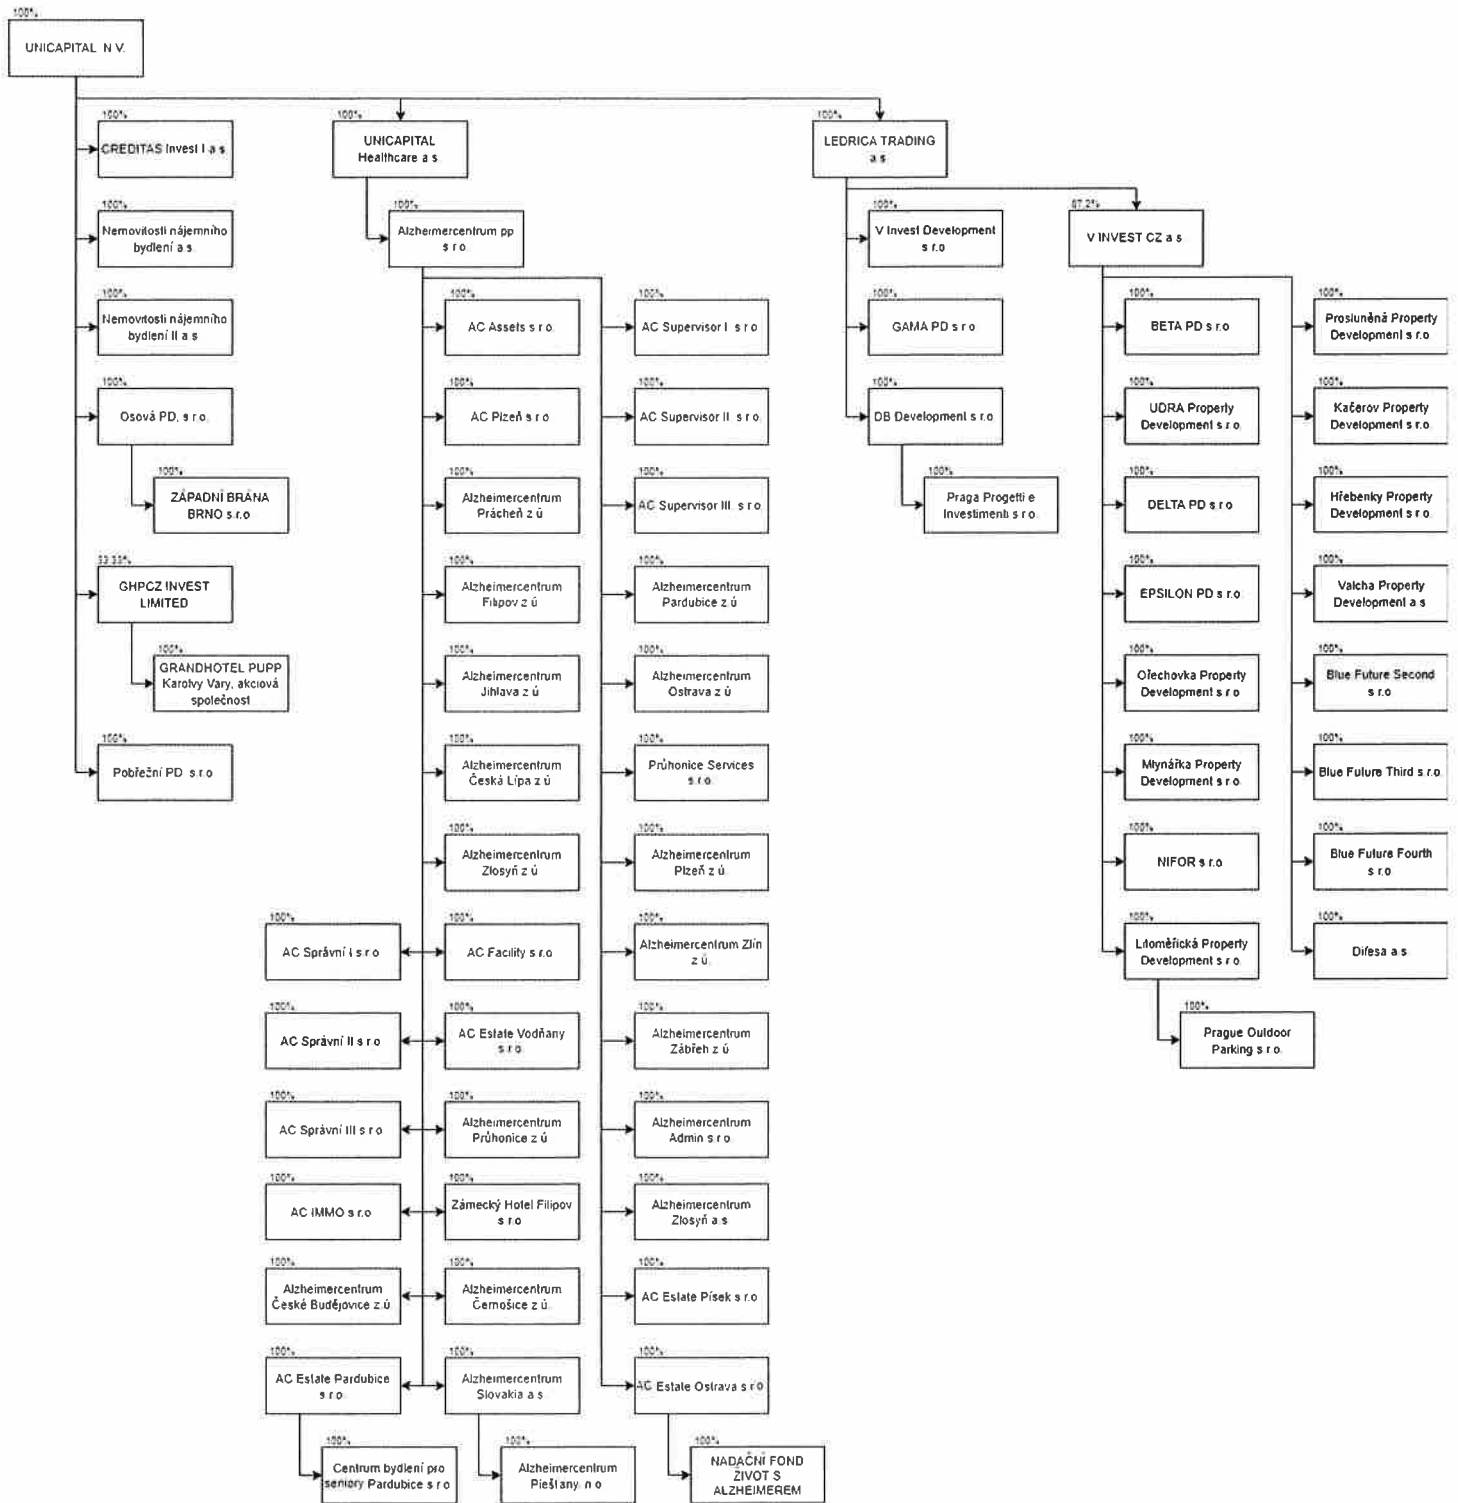 100%
UNICAPITAL N V.
100%
CREDITAS Invest I a s
100%
Nemovitosti nájemního
bydlení a s
100%
Nemovitosti nájemního
bydlení II a s
100%
Osová PD, s r.o.
100%
ZÁPADNÍ BRÁNA
BRNO s r.o
33 33%
GHPCZ INVEST
LIMITED
100%
GRANDHOTEL PUPP
Karolvy Vary, akciová
společnost
100%
Pobřežní PD s r.o
100%
UNICAPITAL
Healthcare a s
100%
Alzheimercentrum pp
s r o
100%
AC Assets s r.o.
100%
AC Plzeň s r.o
100%
Alzheimercentrum
Prácheň z ú
100%
Alzheimercentrum
Filipov z ú
100%
Alzheimercentrum
Jihlava z ú
100%
Alzheimercentrum
Česká Lípa z ú
100%
Alzheimercentrum
Zlosyň z ú
100%
AC Správní I s r o
100%
AC Facility s r.o
100%
AC Správní II s r.o
100%
AC Estate Vodňany
s r.o.
100%
AC Správní III s r o
100%
Alzheimercentrum
Průhonice z ú
100%
AC IMMO s r.o
100%
Zámecký Hotel Filipov
s r.o
100%
Alzheimercentrum
České Budějovice z.ú
100%
Alzheimercentrum
Černošice z ú.
100%
AC Estate Pardubice
s r.o.
100%
Alzheimercentrum
Slovakia a s
100%
Centrum bydlení pro
seniory Pardubice s r o
100%
Alzheimercentrum
Piešťany, n o
100%
AC Supervisor I s r.o
100%
AC Supervisor II s r.o.
100%
AC Supervisor III s r.o.
100%
Alzheimercentrum
Pardubice z ú
100%
Alzheimercentrum
Ostrava z ú
100%
Průhonice Services
s r.o.
100%
Alzheimercentrum
Plzeň z ú.
100%
Alzheimercentrum Zlín
z ú.
100%
Alzheimercentrum
Zábřeh z ú
100%
Alzheimercentrum
Admin s r.o
100%
Alzheimercentrum
Zlosyň a s
100%
AC Estate Písek s r.o
100%
AC Estate Ostrava s r o
100%
NADAČNÍ FOND
ŽIVOT S
ALZHEIMEREM
100%
LEDRICA TRADING
a s
100%
V Invest Development
s r.o
100%
GAMA PD s r.o
100%
DB Development s r.o
100%
Praga Progetti e
Investimenti s r.o.
67,2%
V INVEST CZ a s
100%
BETA PD s r.o
100%
UDRA Property
Development s r.o.
100%
DELTA PD s r o
100%
EPSILON PD s r.o.
100%
Ořechovka Property
Development s r o
100%
Mlynářka Property
Development s r.o.
100%
NIFOR s r.o
100%
Litoměřická Property
Development s r.o.
100%
Prague Outdoor
Parking s r o.
100%
Prosluněná Property
Development s r.o
100%
Kačerov Property
Development s r.o.
100%
Hřebenky Property
Development s r.o.
100%
Valcha Property
Development a s
100%
Blue Future Second
s r.o
100%
Blue Future Third s r.o.
100%
Blue Future Fourth
s r.o
100%
Difesa a s